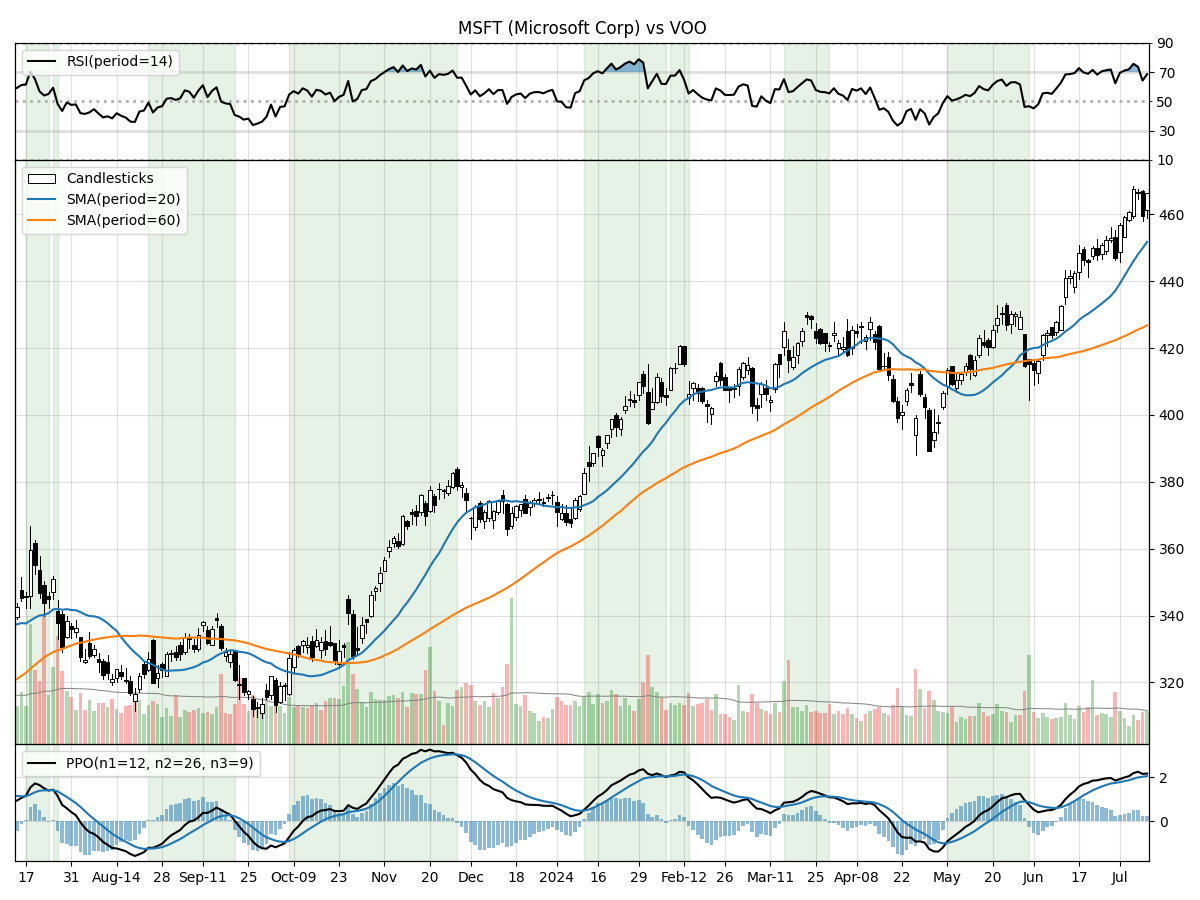 MSFT (Microsoft Corp) vs VOO
RSI(period=14)
90
70
50
30
10
Candlesticks
SMA(period=20)
SMA(period=60)
460
440
420
400
380
360
340
320
PPO(n1=12, n2=26, n3=9)
2
0
17 31 Aug-14 28 Sep-11 25 Oct-09 23 Nov 20 Dec 18 2024 16 29 Feb-12 26 Mar-11 25 Apr-08 22 May 20 Jun 17 Jul